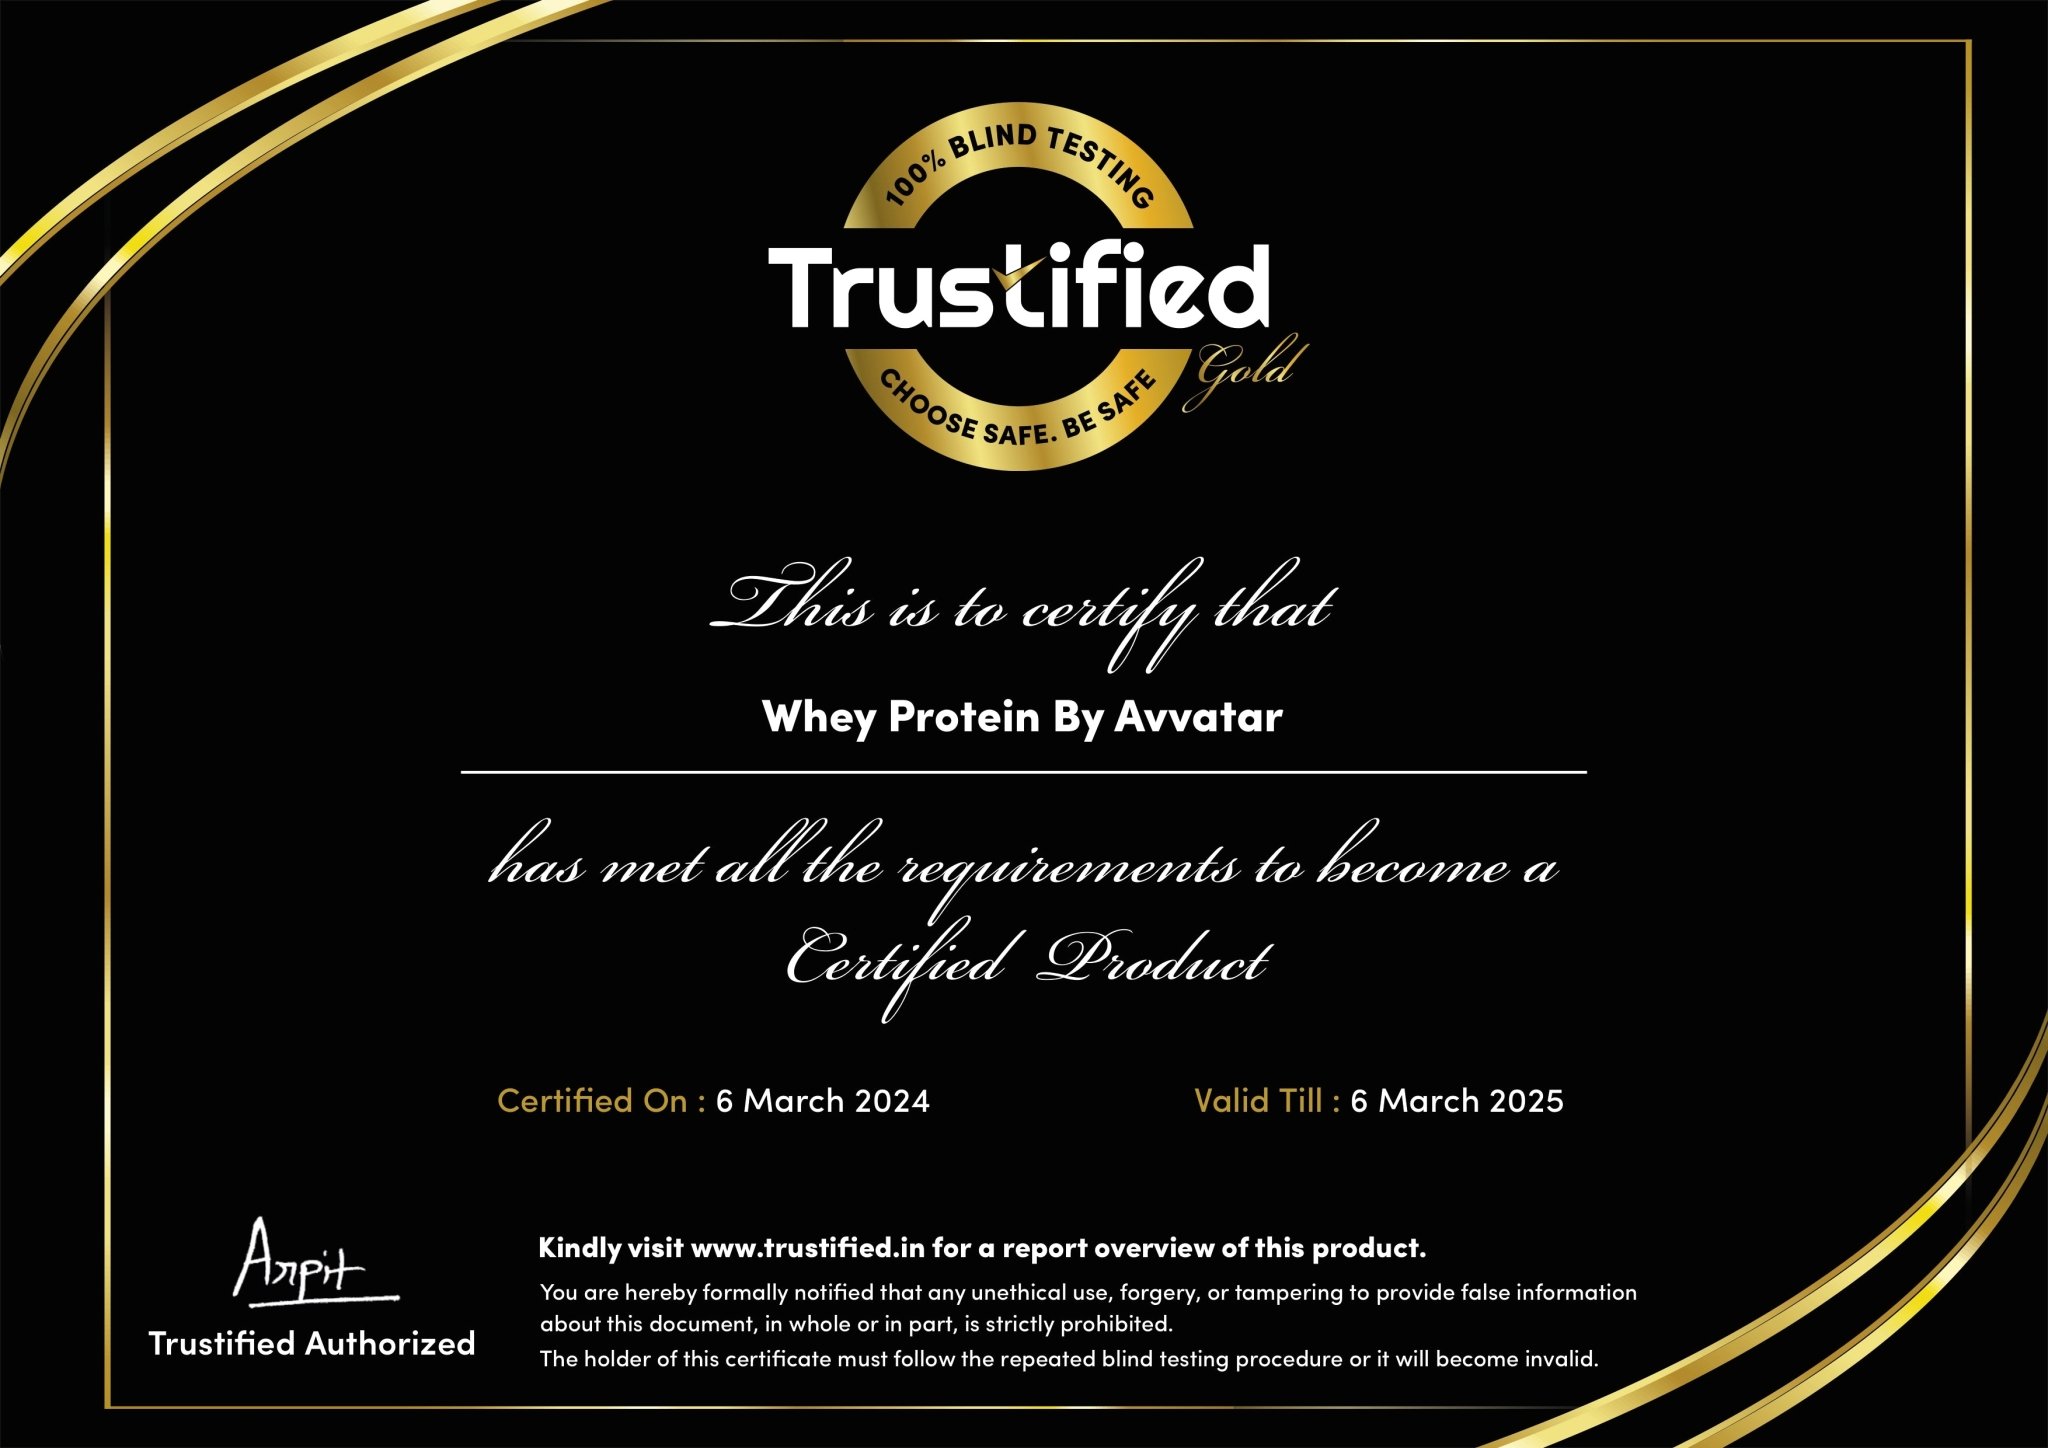 100% BLIND TESTING
Trustified
Gold
CHOOSE SAFE. BE SAFE
This is to certify that
Whey Protein By Avvatar
has met all the requirements to become a
Certified Product
Certified On : 6 March 2024
Valid Till : 6 March 2025
Arpit
Trustified Authorized
Kindly visit www.trustified.in for a report overview of this product.
You are hereby formally notified that any unethical use, forgery, or tampering to provide false information
about this document, in whole or in part, is strictly prohibited.
The holder of this certificate must follow the repeated blind testing procedure or it will become invalid.